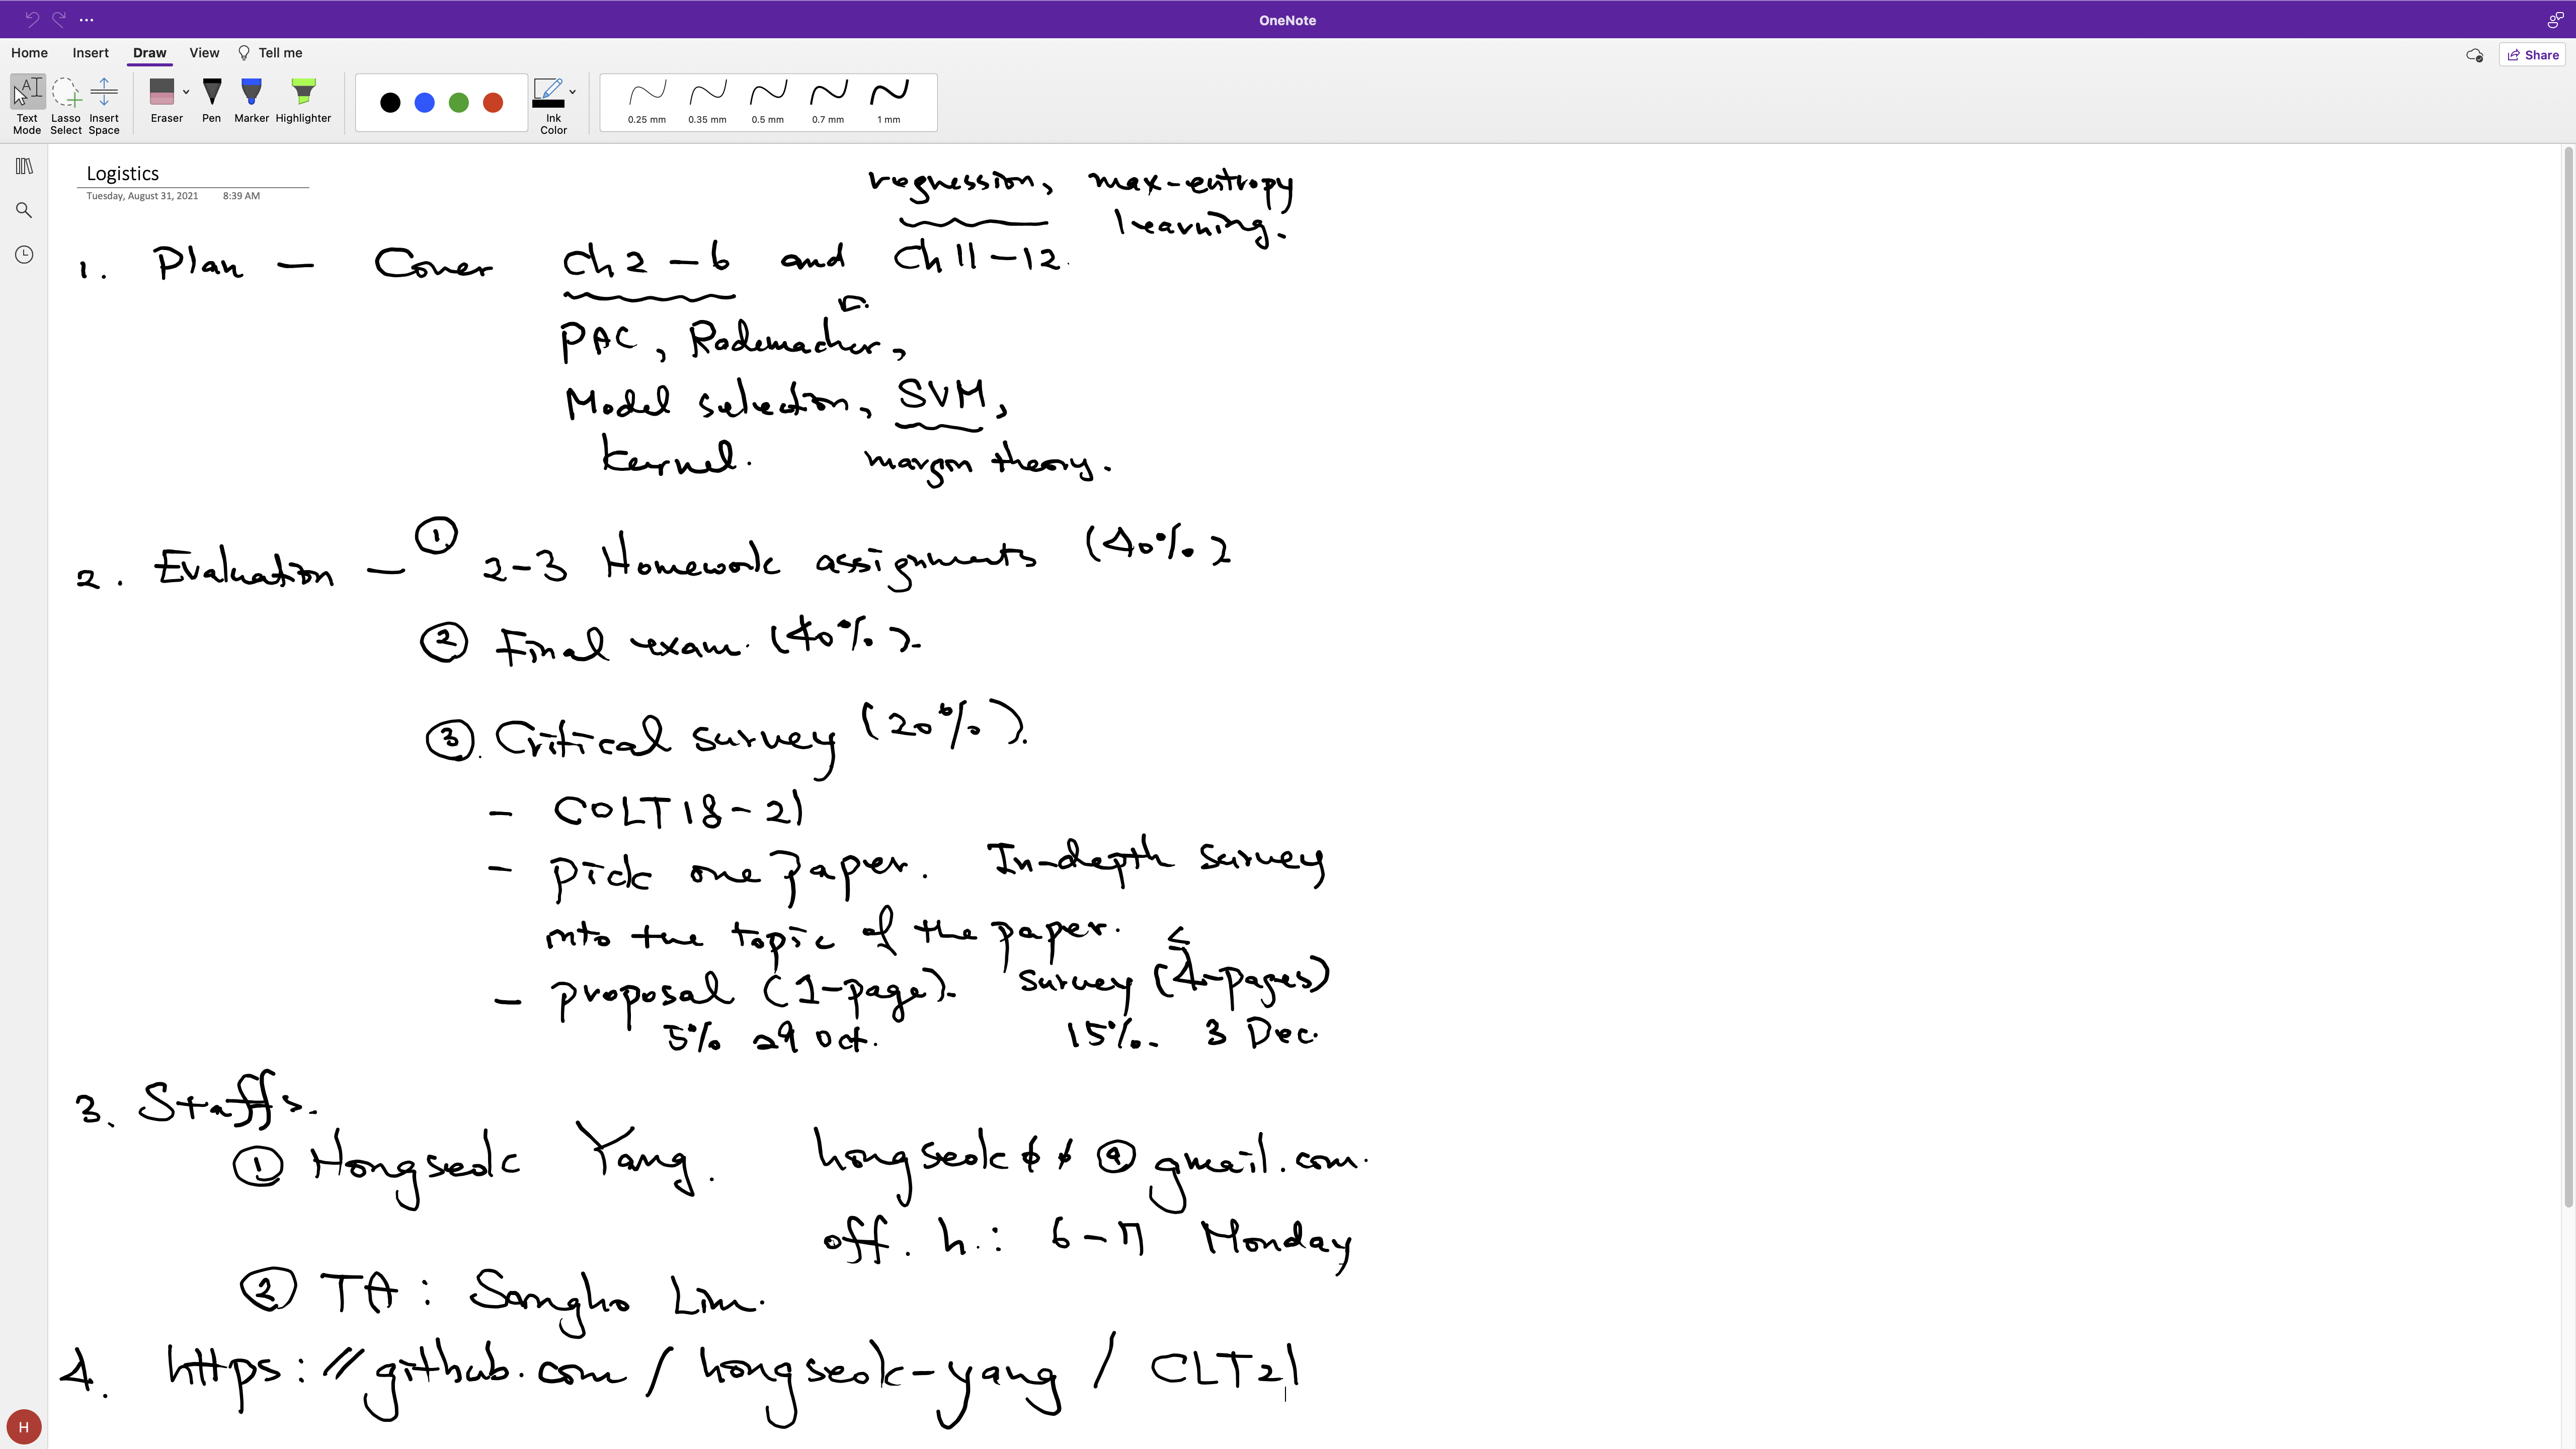 OneNote
Home Insert Draw View Tell me
Share
Text Mode
Lasso Select
Insert Space
Eraser
Pen
Marker
Highlighter
Ink Color
0.25 mm
0.35 mm
0.5 mm
0.7 mm
1 mm
Logistics
Tuesday, August 31, 2021 8:39 AM
regression, max-entropy
learning.
1. Plan — Cover Ch 2 – 6 and Ch 11 – 12.
PAC, Rademacher,
Model selection, SVM,
kernel. margin theory.
2. Evaluation — ① 2-3 Homework assignments (40%)
② Final exam. (40%).
③. Critical survey (20%).
- COLT 18 - 21
- pick one paper. In-depth survey
into the topic of the paper.
- proposal (1-page). survey (≤ 4-pages)
5% 29 Oct. 15%. 3 Dec.
3. Staffs.
① Hongseok Yang. hongseok00@gmail.com.
off. h.: 6-7 Monday
② TA: Sangho Lim.
4. https://github.com/hongseok-yang/CLT21
H